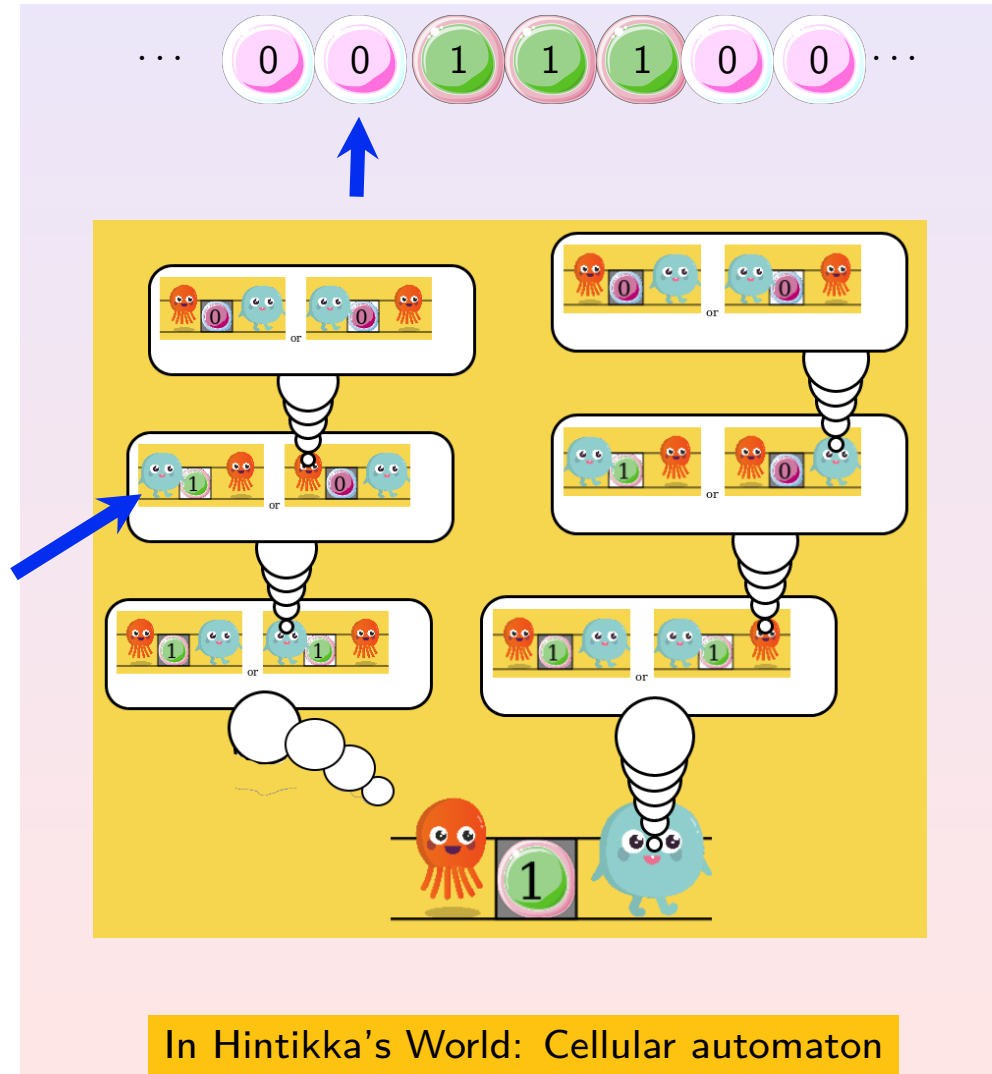 ... 0 0 1 1 1 0 0 ...
0 or 0
0 or 0
1 or 0
1 or 0
1 or 1
1 or 1
1
In Hintikka's World: Cellular automaton